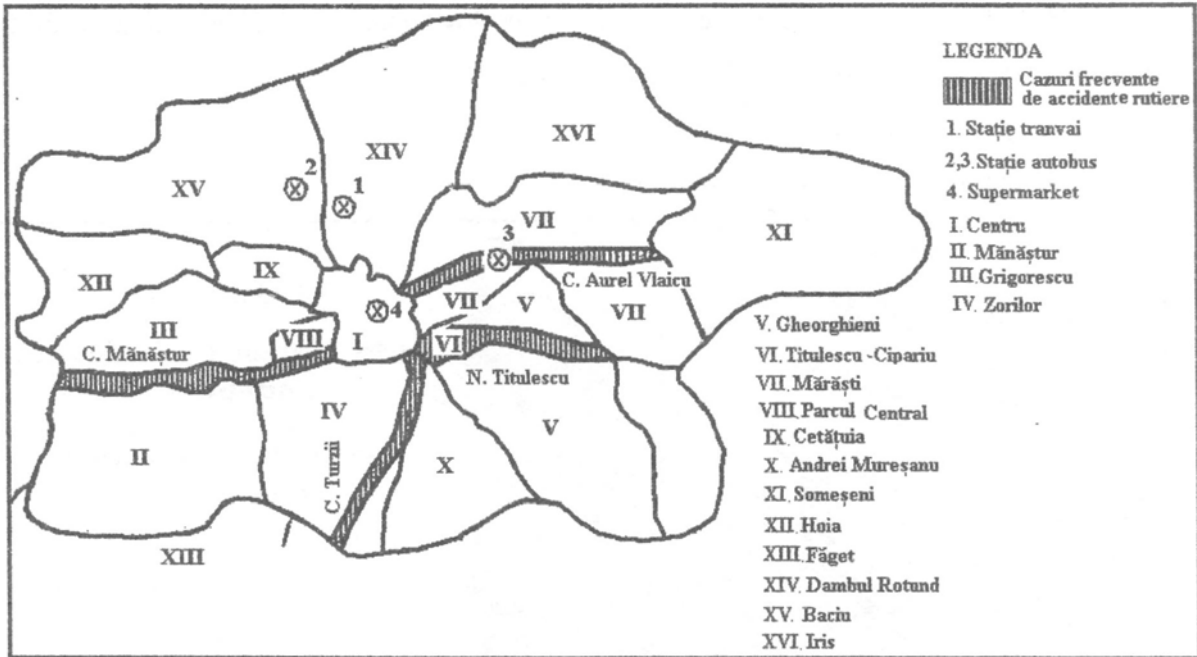 LEGENDA
Cazuri frecvente
de accidente rutiere
1. Stație tranvai
2,3. Stație autobus
4. Supermarket
I. Centru
II. Mănăștur
III. Grigorescu
IV. Zorilor
V. Gheorghieni
VI. Titulescu -Cipariu
VII. Mărăști
VIII. Parcul Central
IX. Cetățuia
X. Andrei Mureșanu
XI. Someșeni
XII. Hoia
XIII. Făget
XIV. Dambul Rotund
XV. Baciu
XVI. Iris
XVI
XIV
XV
2
1
VII
3
XI
IX
XII
C. Aurel Vlaicu
4
VII
V
VII
III
VIII
I
VI
C. Mănăștur
N. Titulescu
IV
V
II
C. Turzii
X
XIII